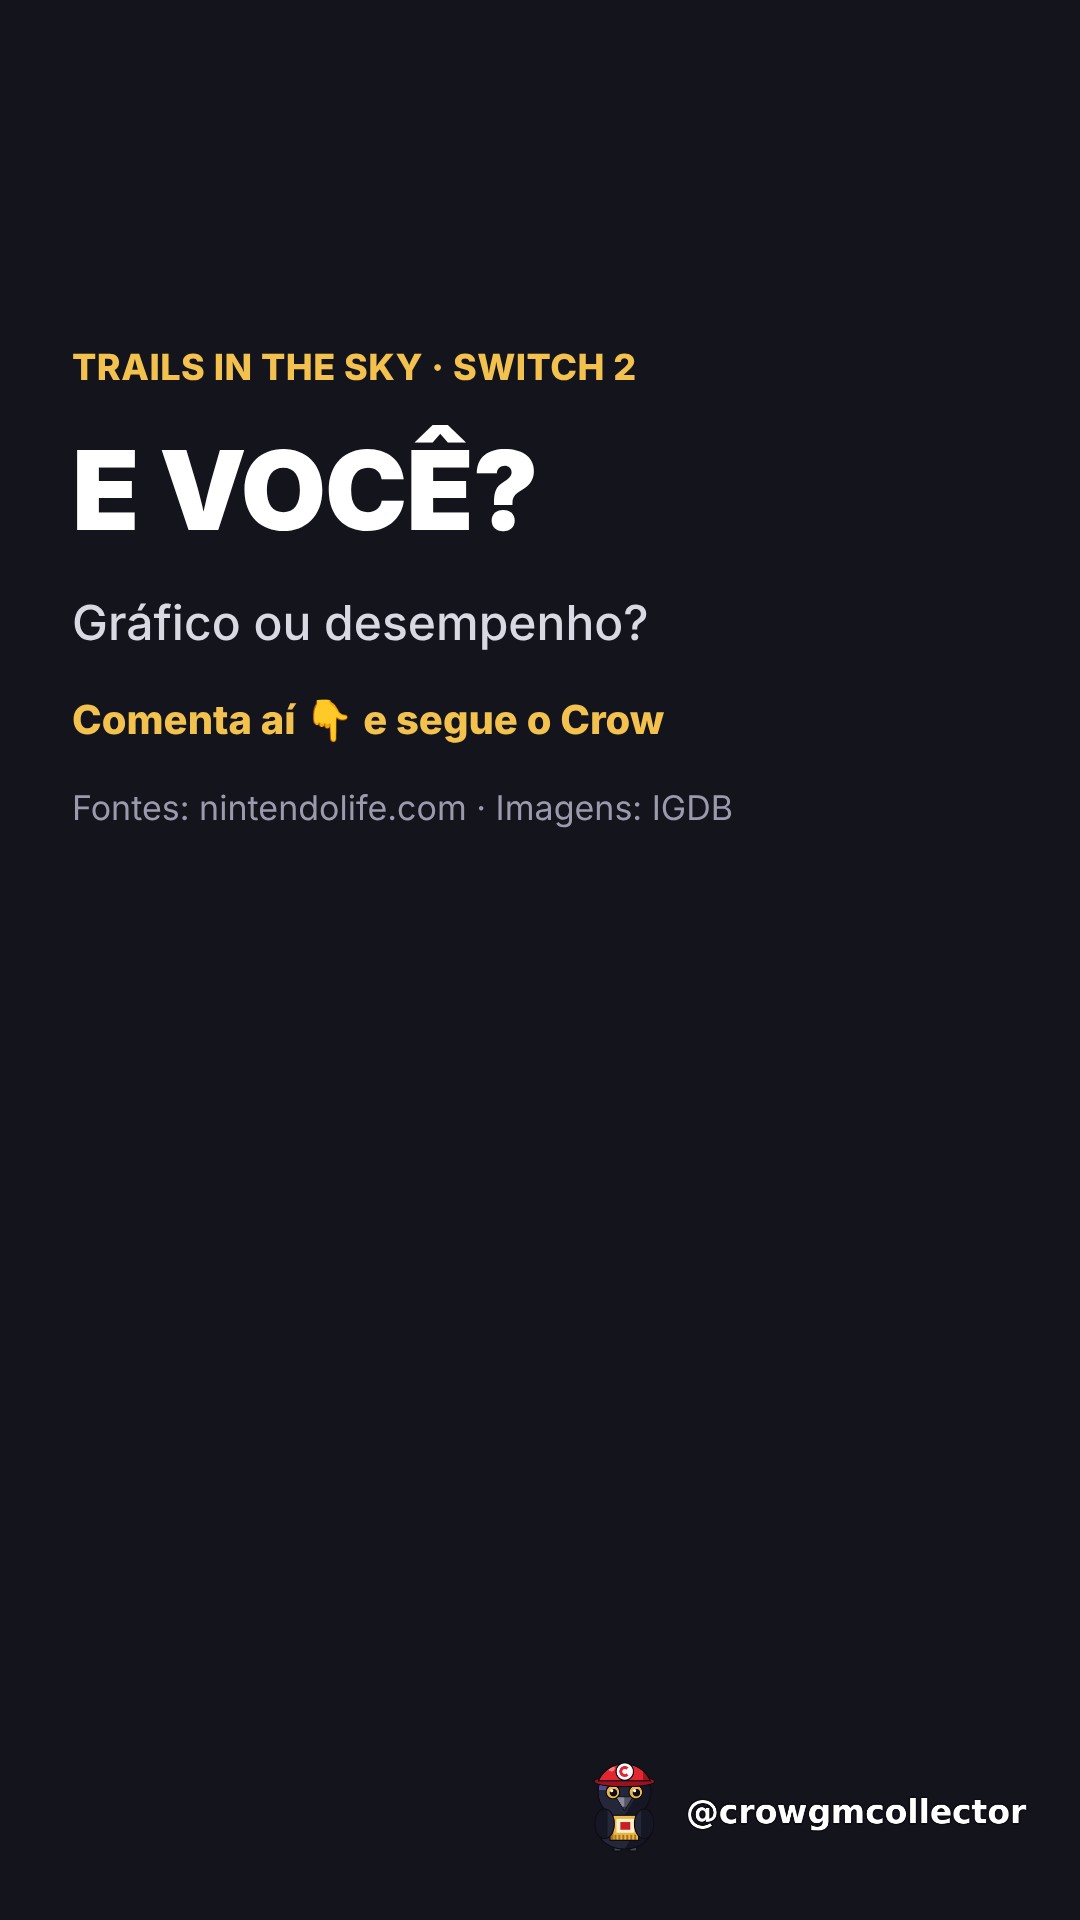 TRAILS IN THE SKY · SWITCH 2
E VOCÊ?
Gráfico ou desempenho?
Comenta aí 👇 e segue o Crow
Fontes: nintendolife.com · Imagens: IGDB
C
@crowgmcollector